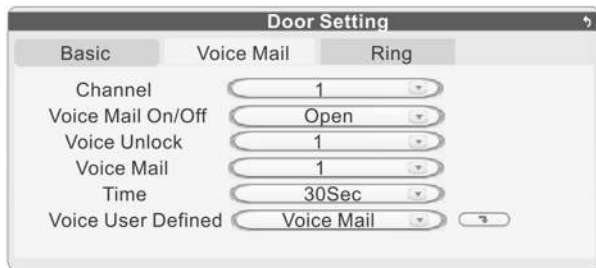 Door Setting
Basic Voice Mail Ring
Channel 1
Voice Mail On/Off Open
Voice Unlock 1
Voice Mail 1
Time 30Sec
Voice User Defined Voice Mail